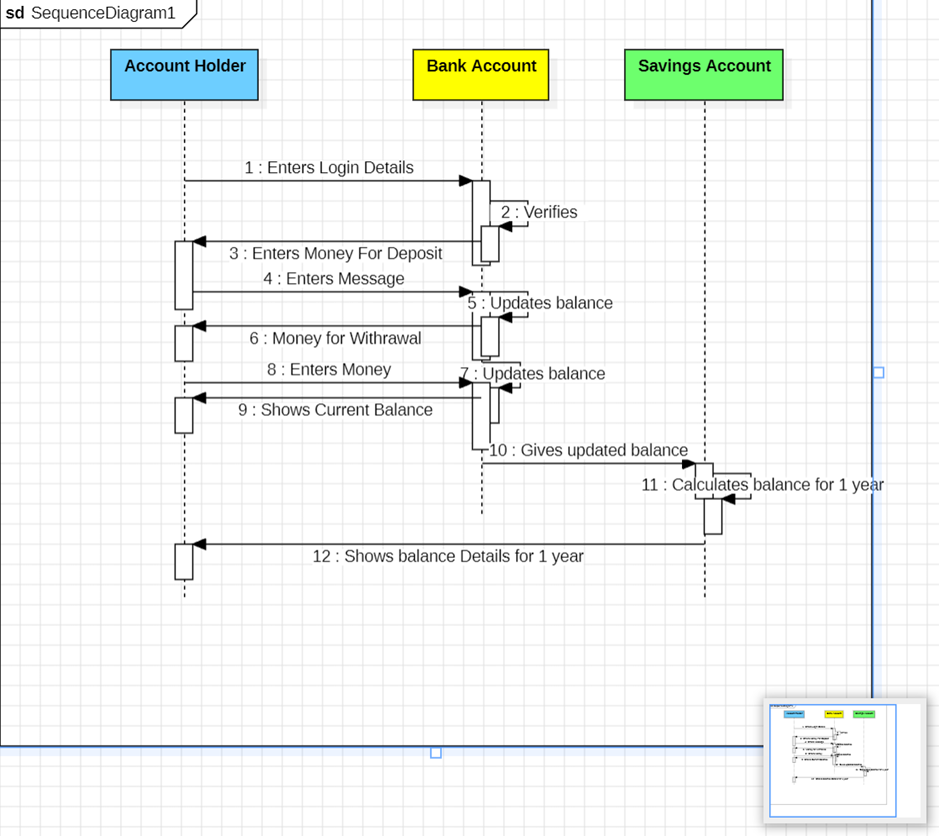 sd SequenceDiagram1
Account Holder
Bank Account
Savings Account
1 : Enters Login Details
2 : Verifies
3 : Enters Money For Deposit
4 : Enters Message
5 : Updates balance
6 : Money for Withrawal
8 : Enters Money
7 : Updates balance
9 : Shows Current Balance
10 : Gives updated balance
11 : Calculates balance for 1 year
12 : Shows balance Details for 1 year